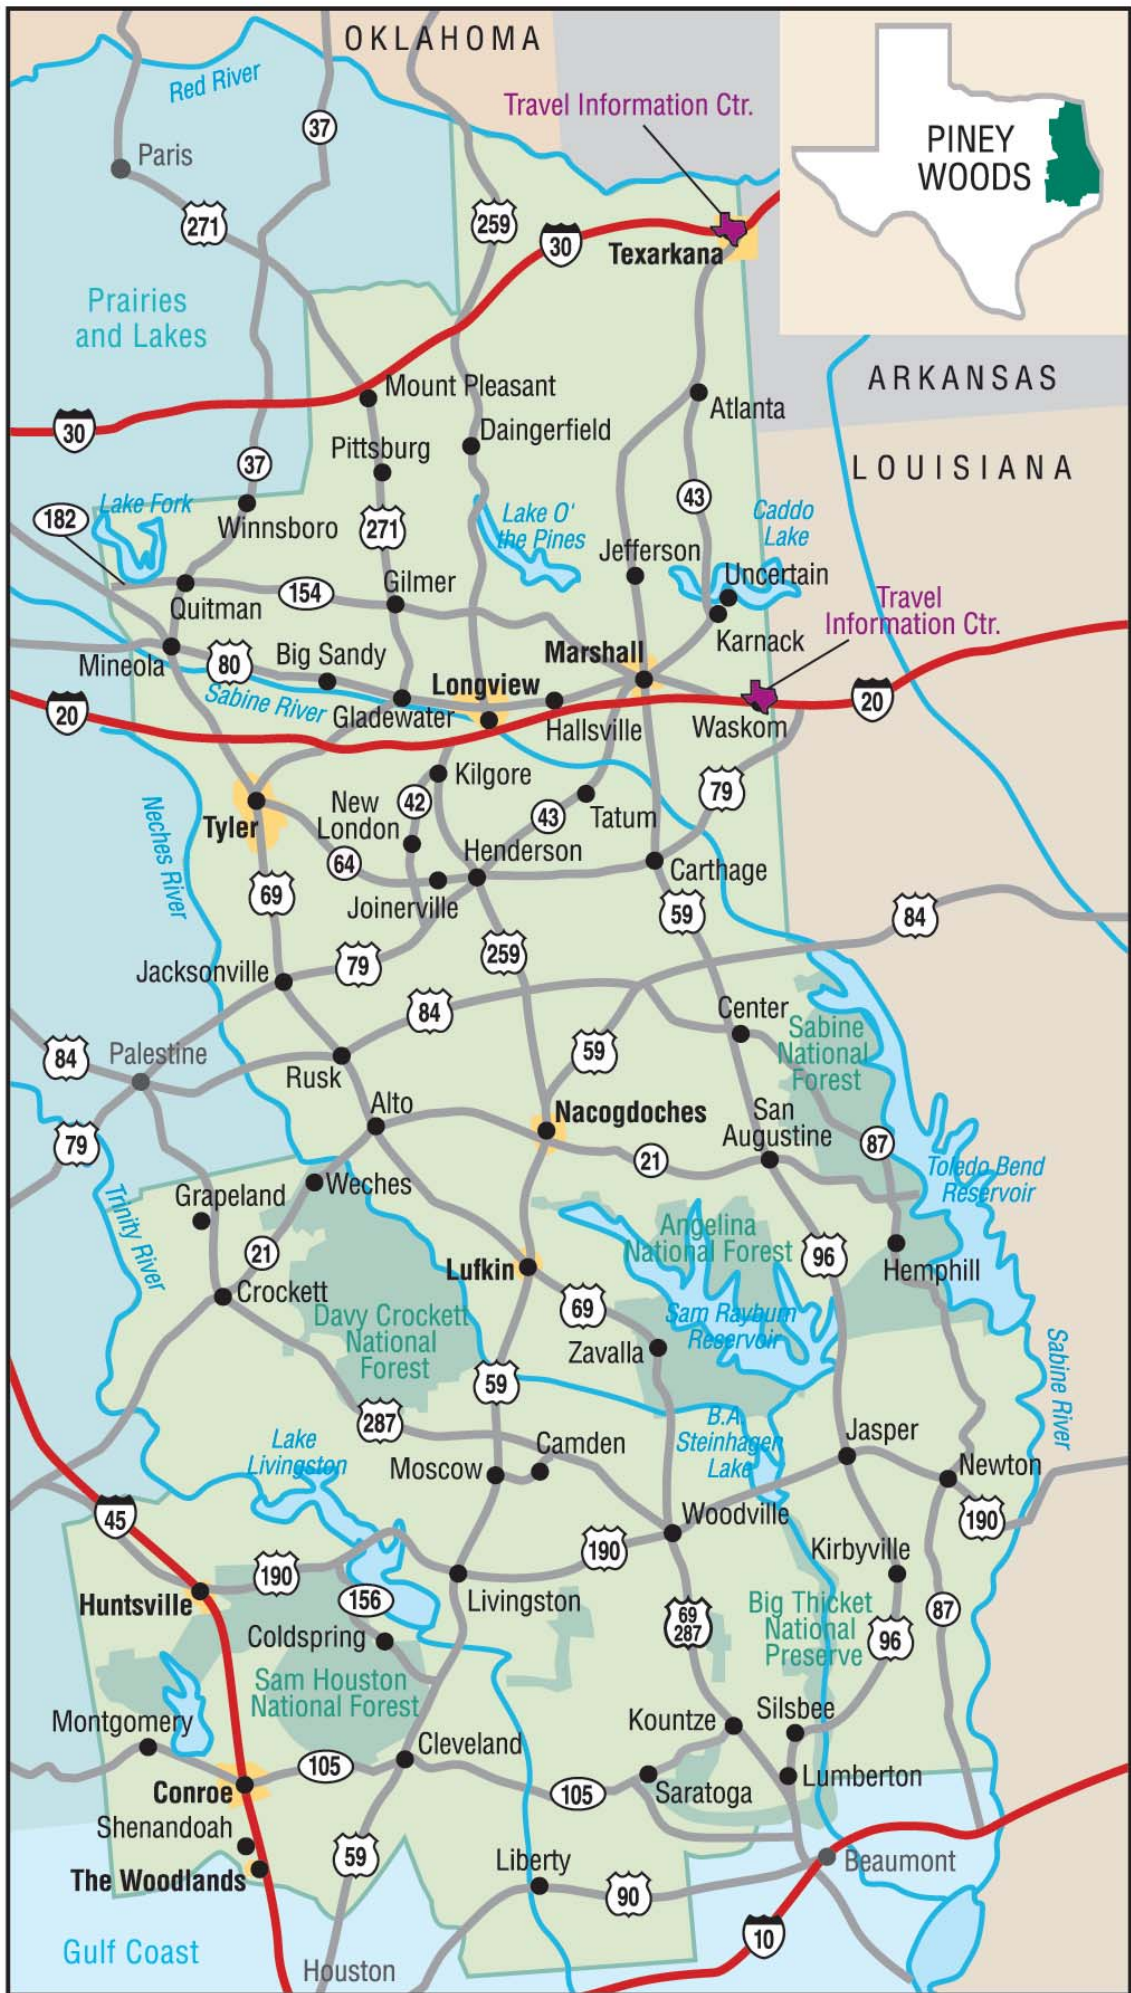 OKLAHOMA
Red River
Travel Information Ctr.
PINEY
WOODS
37
Paris
271
259
30
Texarkana
Prairies
and Lakes
ARKANSAS
Mount Pleasant
Atlanta
30
Daingerfield
Pittsburg
37
LOUISIANA
43
Lake Fork
182
Winnsboro
271
Lake O'
the Pines
Caddo
Lake
Jefferson
Uncertain
Gilmer
154
Quitman
Travel
Information Ctr.
Karnack
Marshall
Mineola
80
Big Sandy
Longview
Sabine River
20
Gladewater
Hallsville
Waskom
20
Kilgore
79
Neches River
New
London
42
43
Tatum
Tyler
64
Henderson
Carthage
69
Joinerville
59
84
259
Jacksonville
79
84
Center
Sabine
National
Forest
84
Palestine
59
Rusk
Alto
Nacogdoches
San
Augustine
79
21
87
Toledo Bend
Reservoir
Weches
Grapeland
Trinity River
Angelina
National Forest
21
96
Lufkin
Hemphill
Crockett
Davy Crockett
National
Forest
69
Sam Rayburn
Reservoir
Zavalla
Sabine River
59
287
B.A.
Steinhagen
Lake
Jasper
Lake
Livingston
Camden
Moscow
Newton
45
Woodville
190
190
Kirbyville
190
Huntsville
156
Livingston
Big Thicket
National
Preserve
87
69
287
96
Coldspring
Sam Houston
National Forest
Montgomery
Kountze
Silsbee
Cleveland
105
Conroe
105
Saratoga
Lumberton
Shenandoah
59
Liberty
Beaumont
The Woodlands
90
10
Gulf Coast
Houston